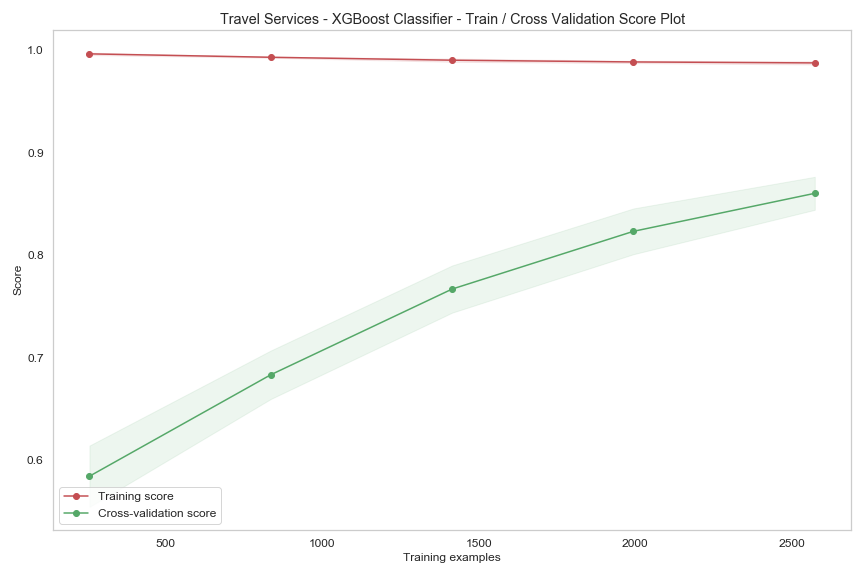 Travel Services - XGBoost Classifier - Train / Cross Validation Score Plot
1.0
0.9
0.8
0.7
0.6
Score
Training score
Cross-validation score
500
1000
1500
2000
2500
Training examples